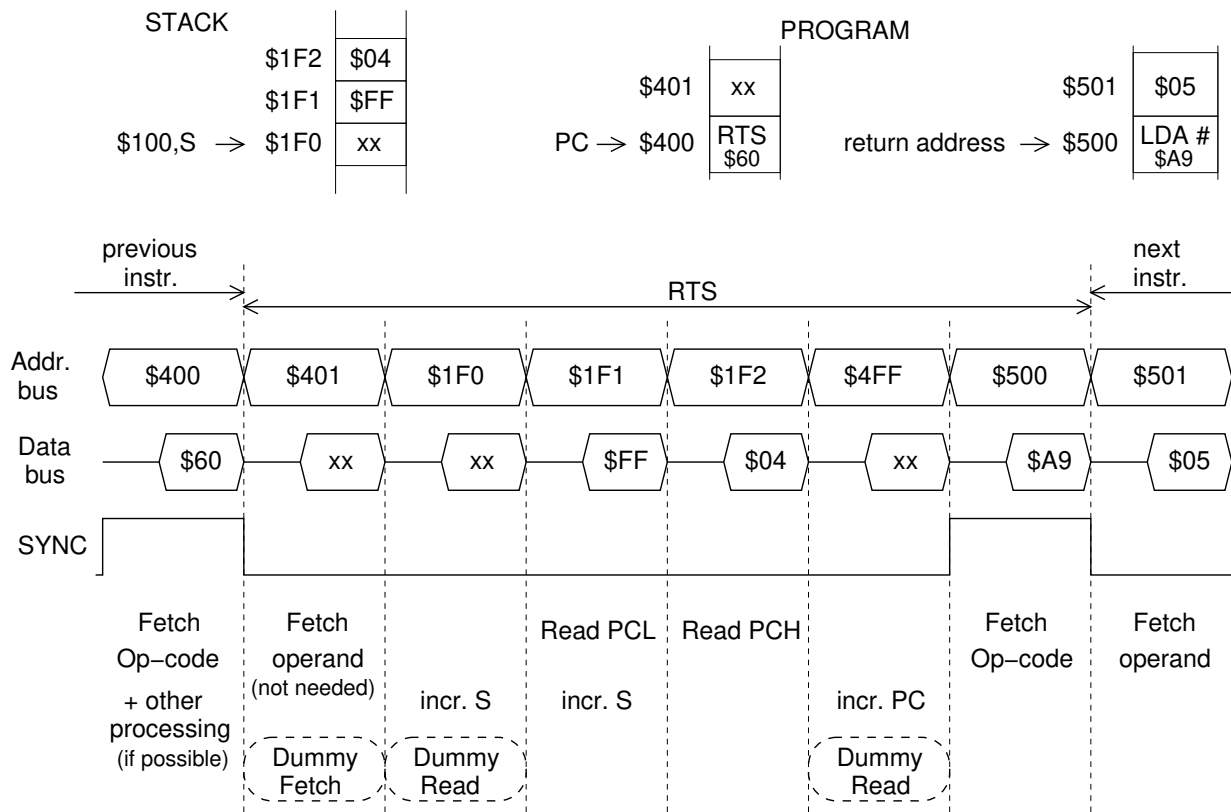 STACK
$1F2 $04
$1F1 $FF
$100,S → $1F0 xx
PROGRAM
$401 xx
PC → $400 RTS
$60
$501 $05
return address → $500 LDA #
$A9
previous
instr.
RTS
next
instr.
Addr.
bus
$400 $401 $1F0 $1F1 $1F2 $4FF $500 $501
Data
bus
$60 xx xx $FF $04 xx $A9 $05
SYNC
Fetch
Op−code
+ other
processing
(if possible)
Fetch
operand
(not needed)
Dummy
Fetch
incr. S
Dummy
Read
Read PCL
incr. S
Read PCH
incr. PC
Dummy
Read
Fetch
Op−code
Fetch
operand